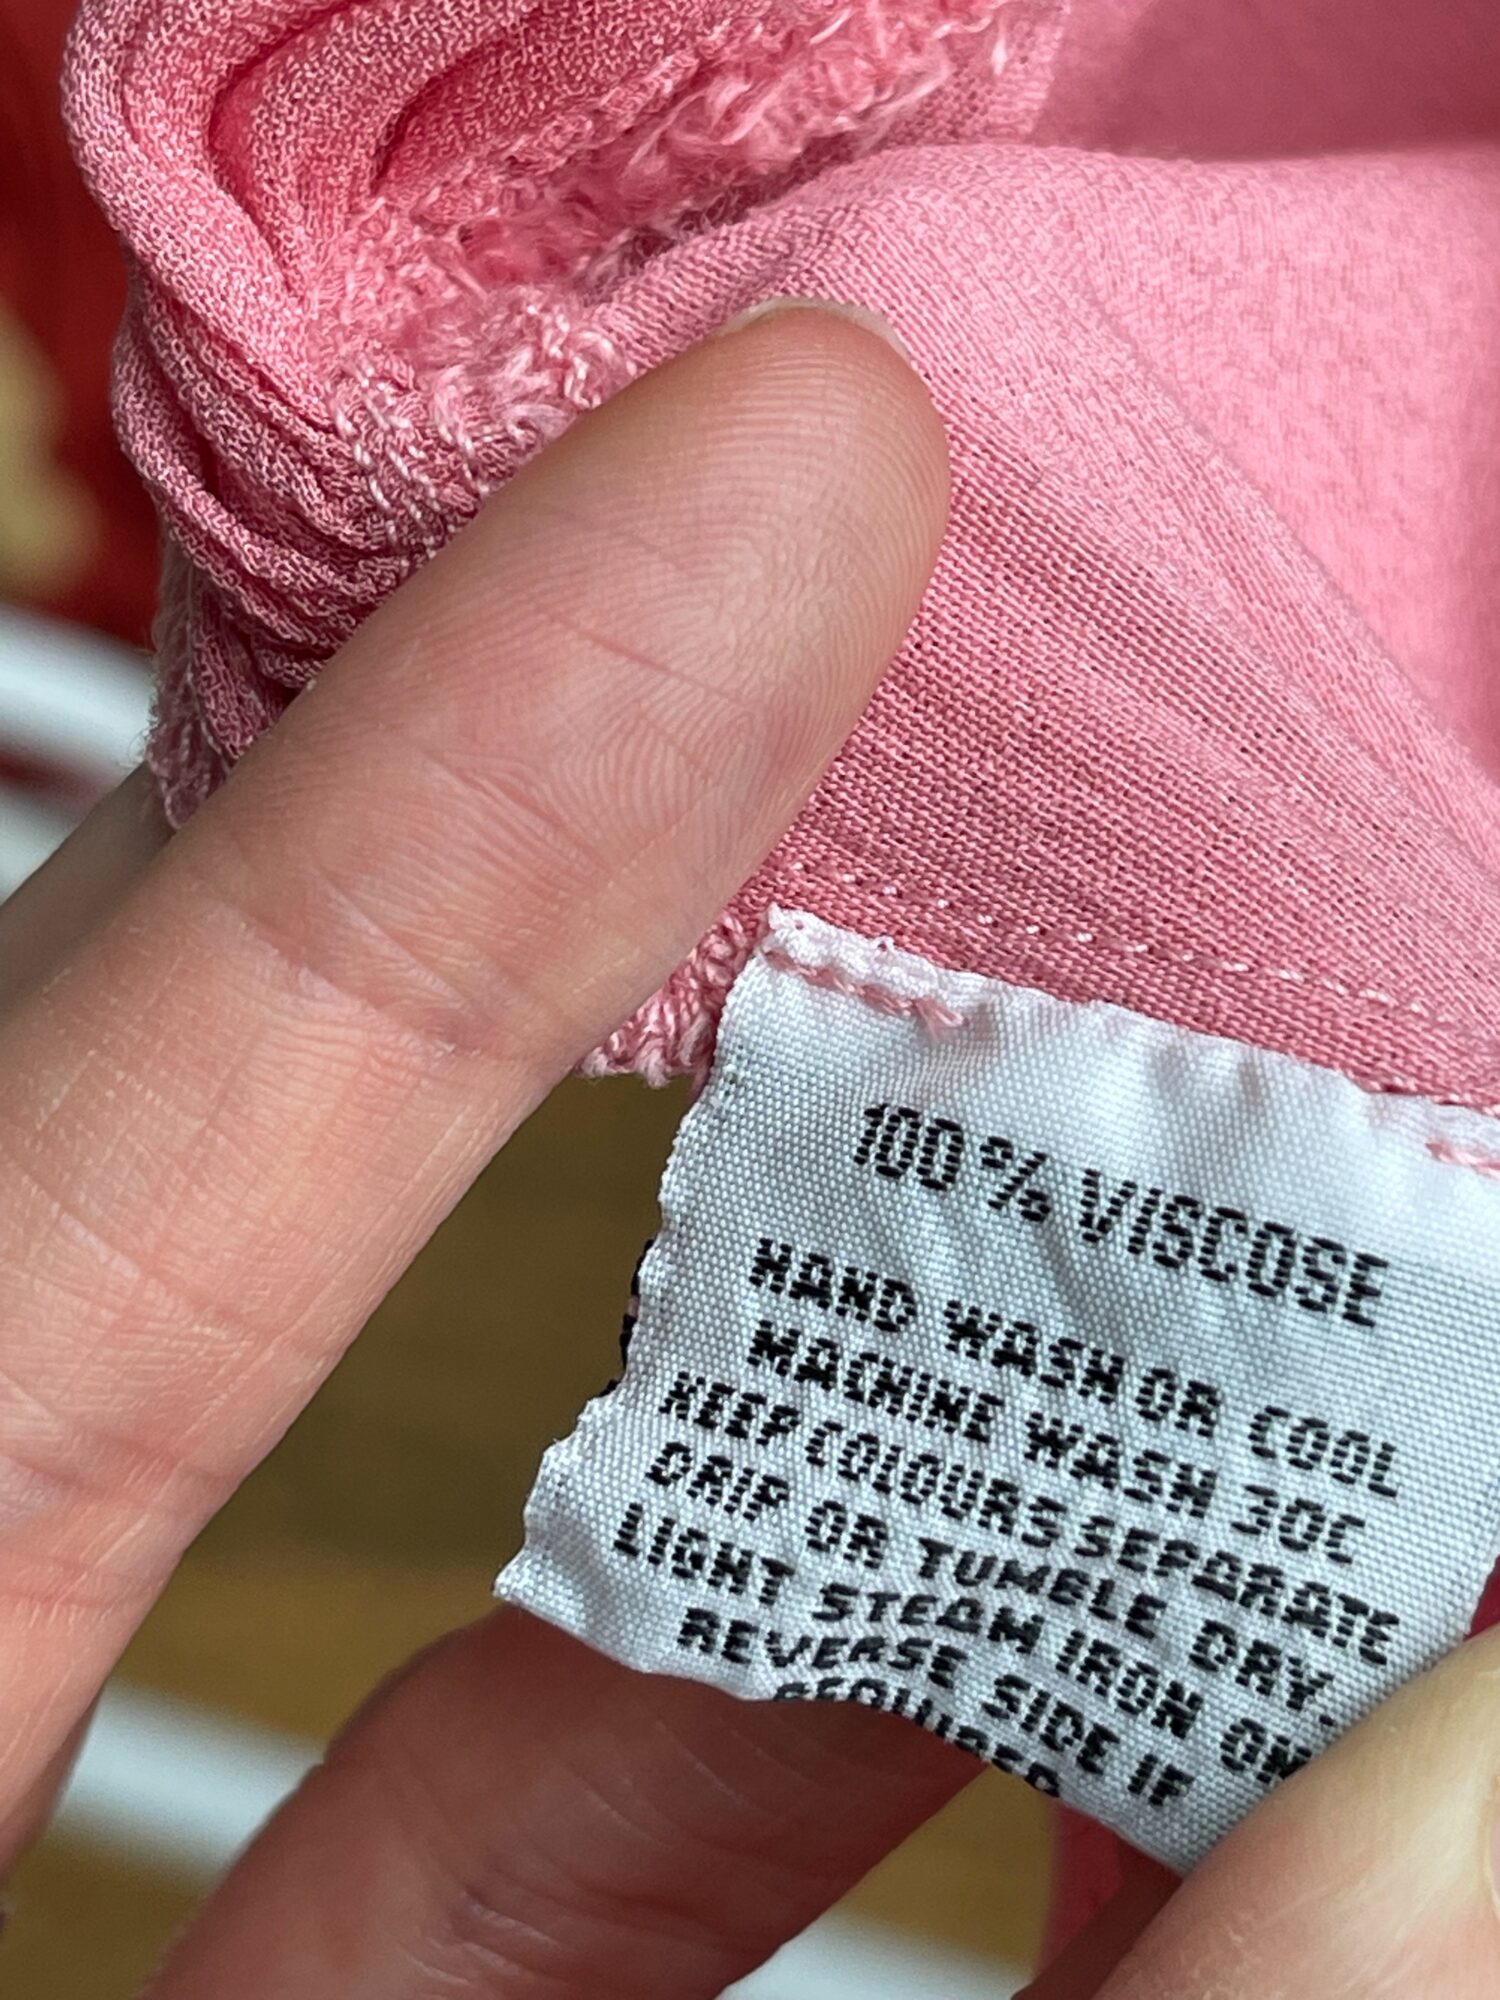 100% VISCOSE
HAND WASH OR COOL
MACHINE WASH 30C
KEEP COLOURS SEPARATE
DRIP OR TUMBLE DRY.
LIGHT STEAM IRON ON
REVERSE SIDE IF
REQUIRED